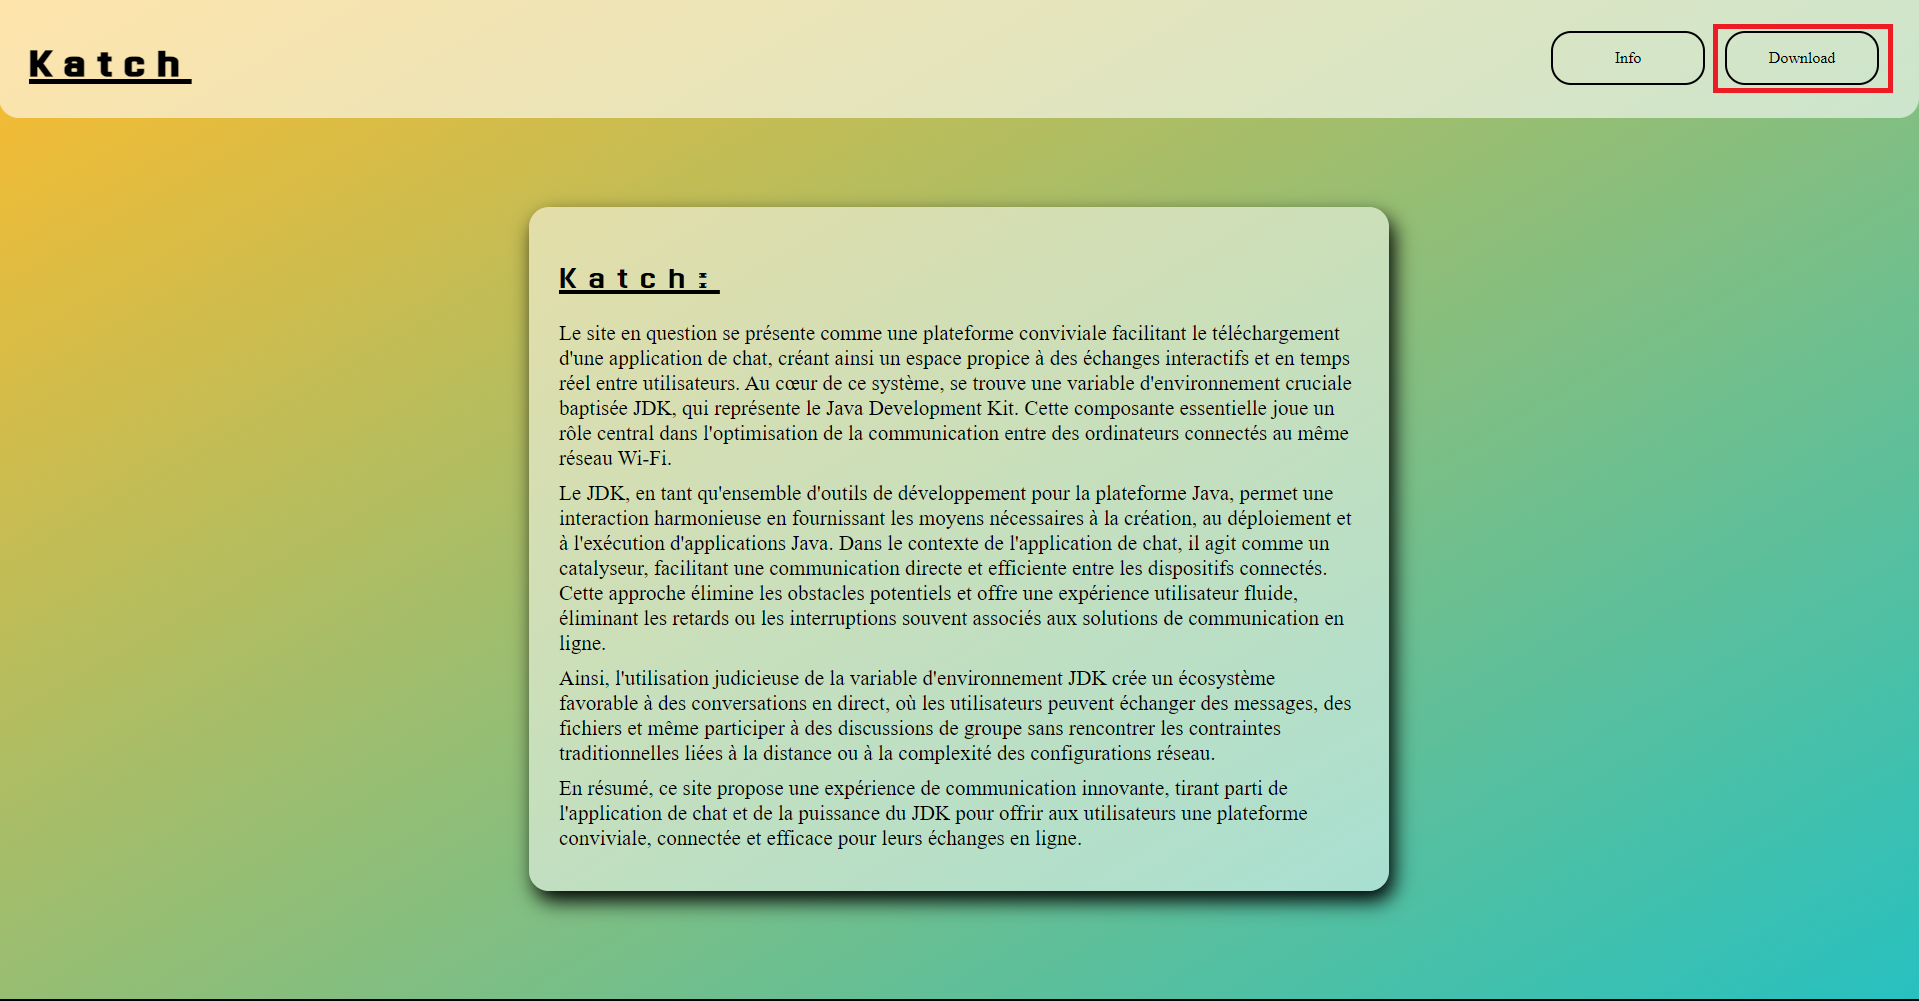 Katch
Info
Download
Katch:
Le site en question se présente comme une plateforme conviviale facilitant le téléchargement
d'une application de chat, créant ainsi un espace propice à des échanges interactifs et en temps
réel entre utilisateurs. Au cœur de ce système, se trouve une variable d'environnement cruciale
baptisée JDK, qui représente le Java Development Kit. Cette composante essentielle joue un
rôle central dans l'optimisation de la communication entre des ordinateurs connectés au même
réseau Wi-Fi.
Le JDK, en tant qu'ensemble d'outils de développement pour la plateforme Java, permet une
interaction harmonieuse en fournissant les moyens nécessaires à la création, au déploiement et
à l'exécution d'applications Java. Dans le contexte de l'application de chat, il agit comme un
catalyseur, facilitant une communication directe et efficiente entre les dispositifs connectés.
Cette approche élimine les obstacles potentiels et offre une expérience utilisateur fluide,
éliminant les retards ou les interruptions souvent associés aux solutions de communication en
ligne.
Ainsi, l'utilisation judicieuse de la variable d'environnement JDK crée un écosystème
favorable à des conversations en direct, où les utilisateurs peuvent échanger des messages, des
fichiers et même participer à des discussions de groupe sans rencontrer les contraintes
traditionnelles liées à la distance ou à la complexité des configurations réseau.
En résumé, ce site propose une expérience de communication innovante, tirant parti de
l'application de chat et de la puissance du JDK pour offrir aux utilisateurs une plateforme
conviviale, connectée et efficace pour leurs échanges en ligne.